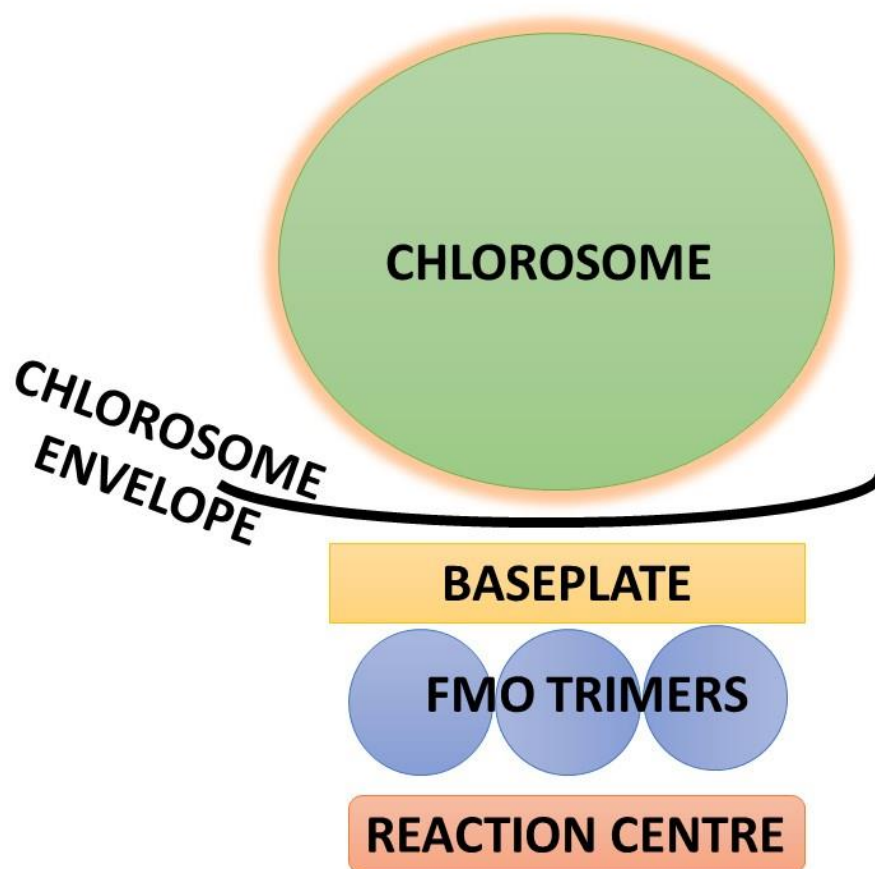 CHLOROSOME
CHLOROSOME
ENVELOPE
BASEPLATE
FMO TRIMERS
REACTION CENTRE